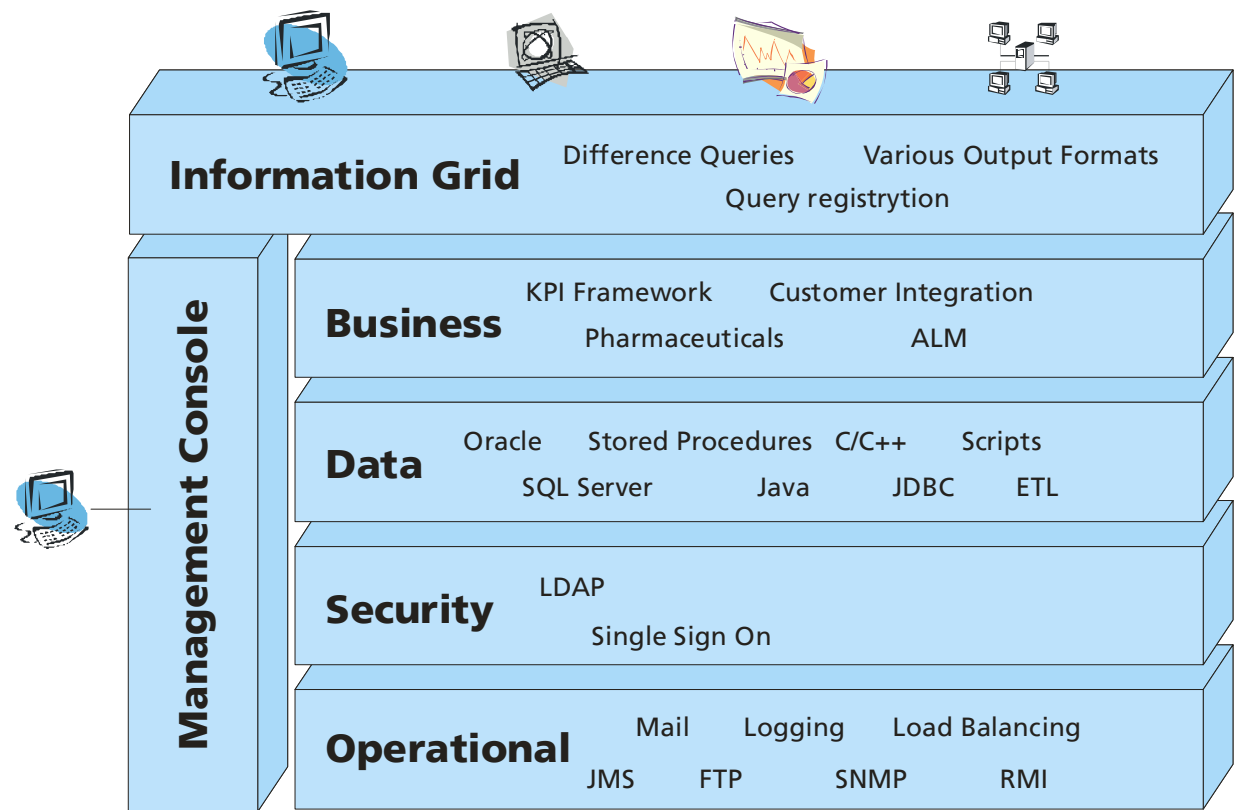 Information Grid
Difference Queries Various Output Formats
Query registrytion
Management Console
Business
KPI Framework Customer Integration
Pharmaceuticals ALM
Data
Oracle Stored Procedures C/C++ Scripts
SQL Server Java JDBC ETL
Security
LDAP
Single Sign On
Operational
Mail Logging Load Balancing
JMS FTP SNMP RMI